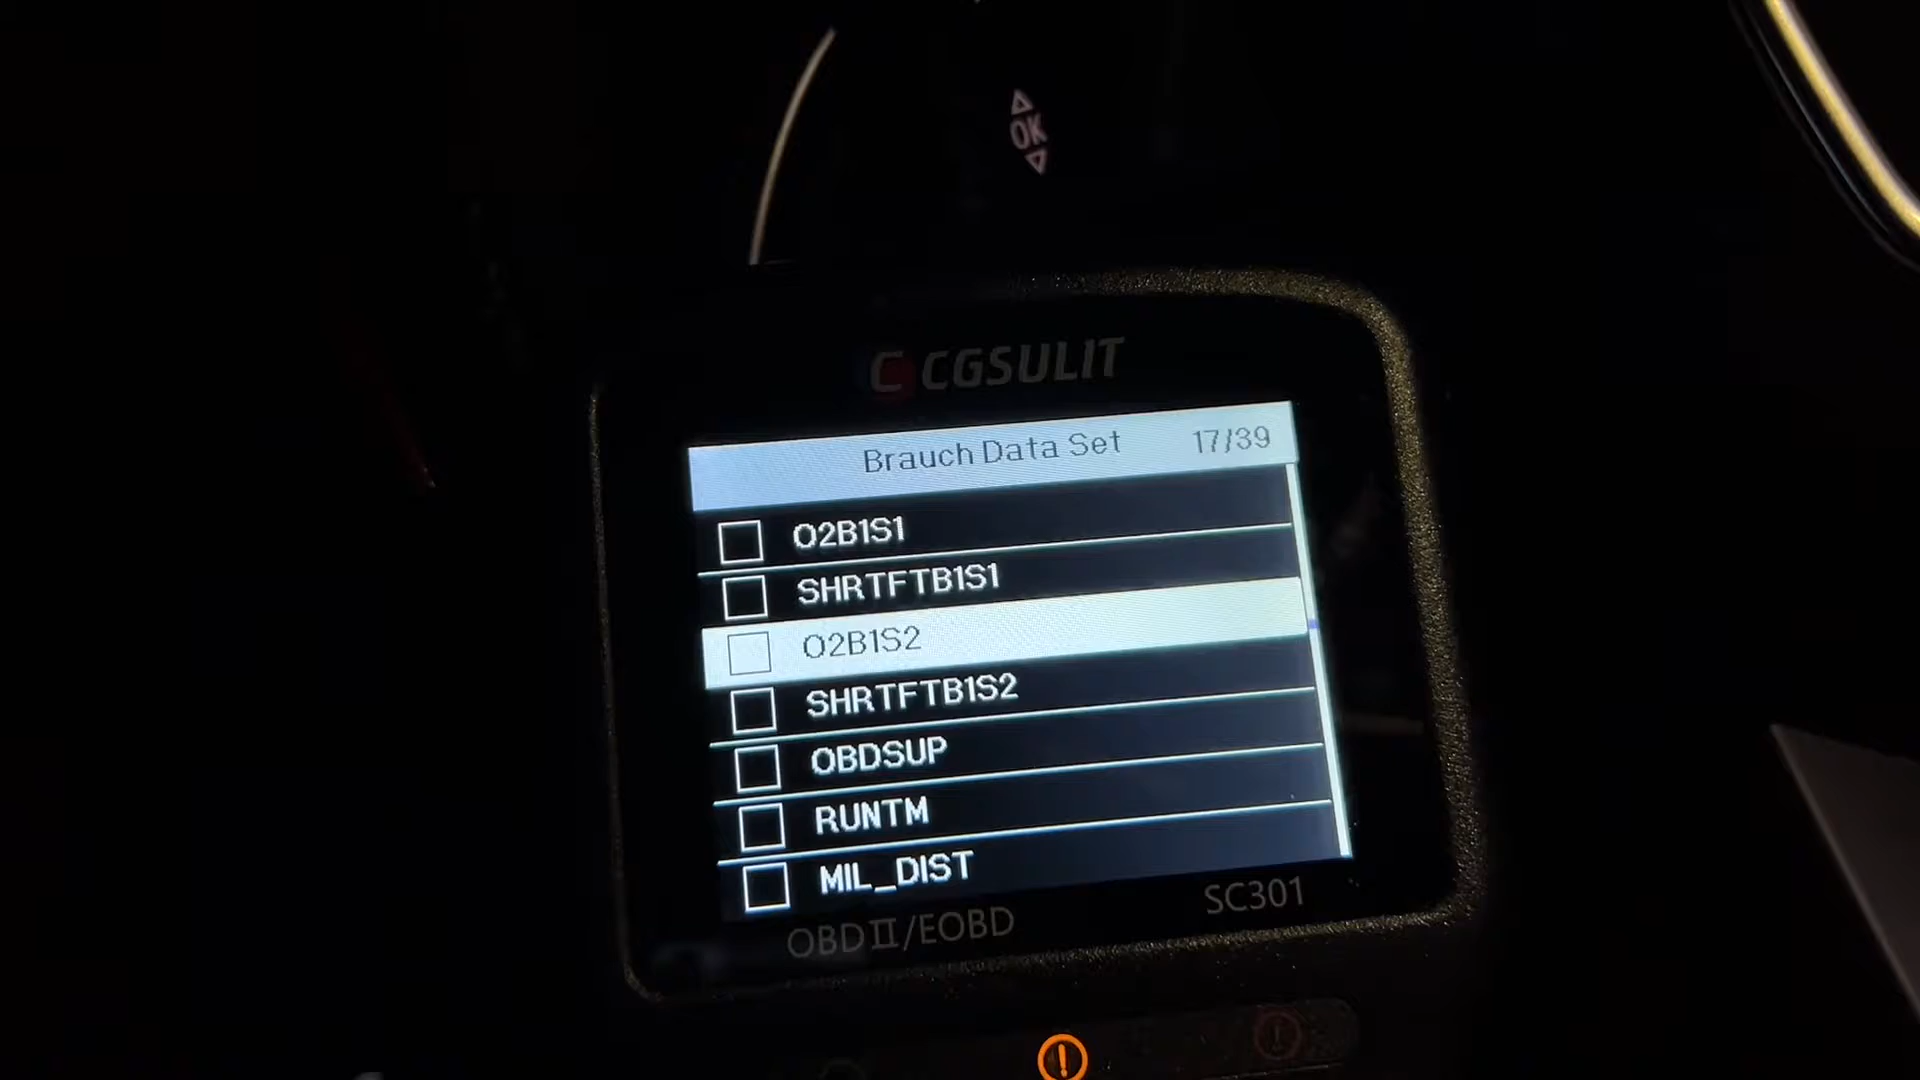 OK
CGSULIT
Brauch Data Set 17/39
O2B1S1
SHRTFTB1S1
O2B1S2
SHRTFTB1S2
OBDSUP
RUNTM
MIL_DIST
OBDII/EOBD SC301